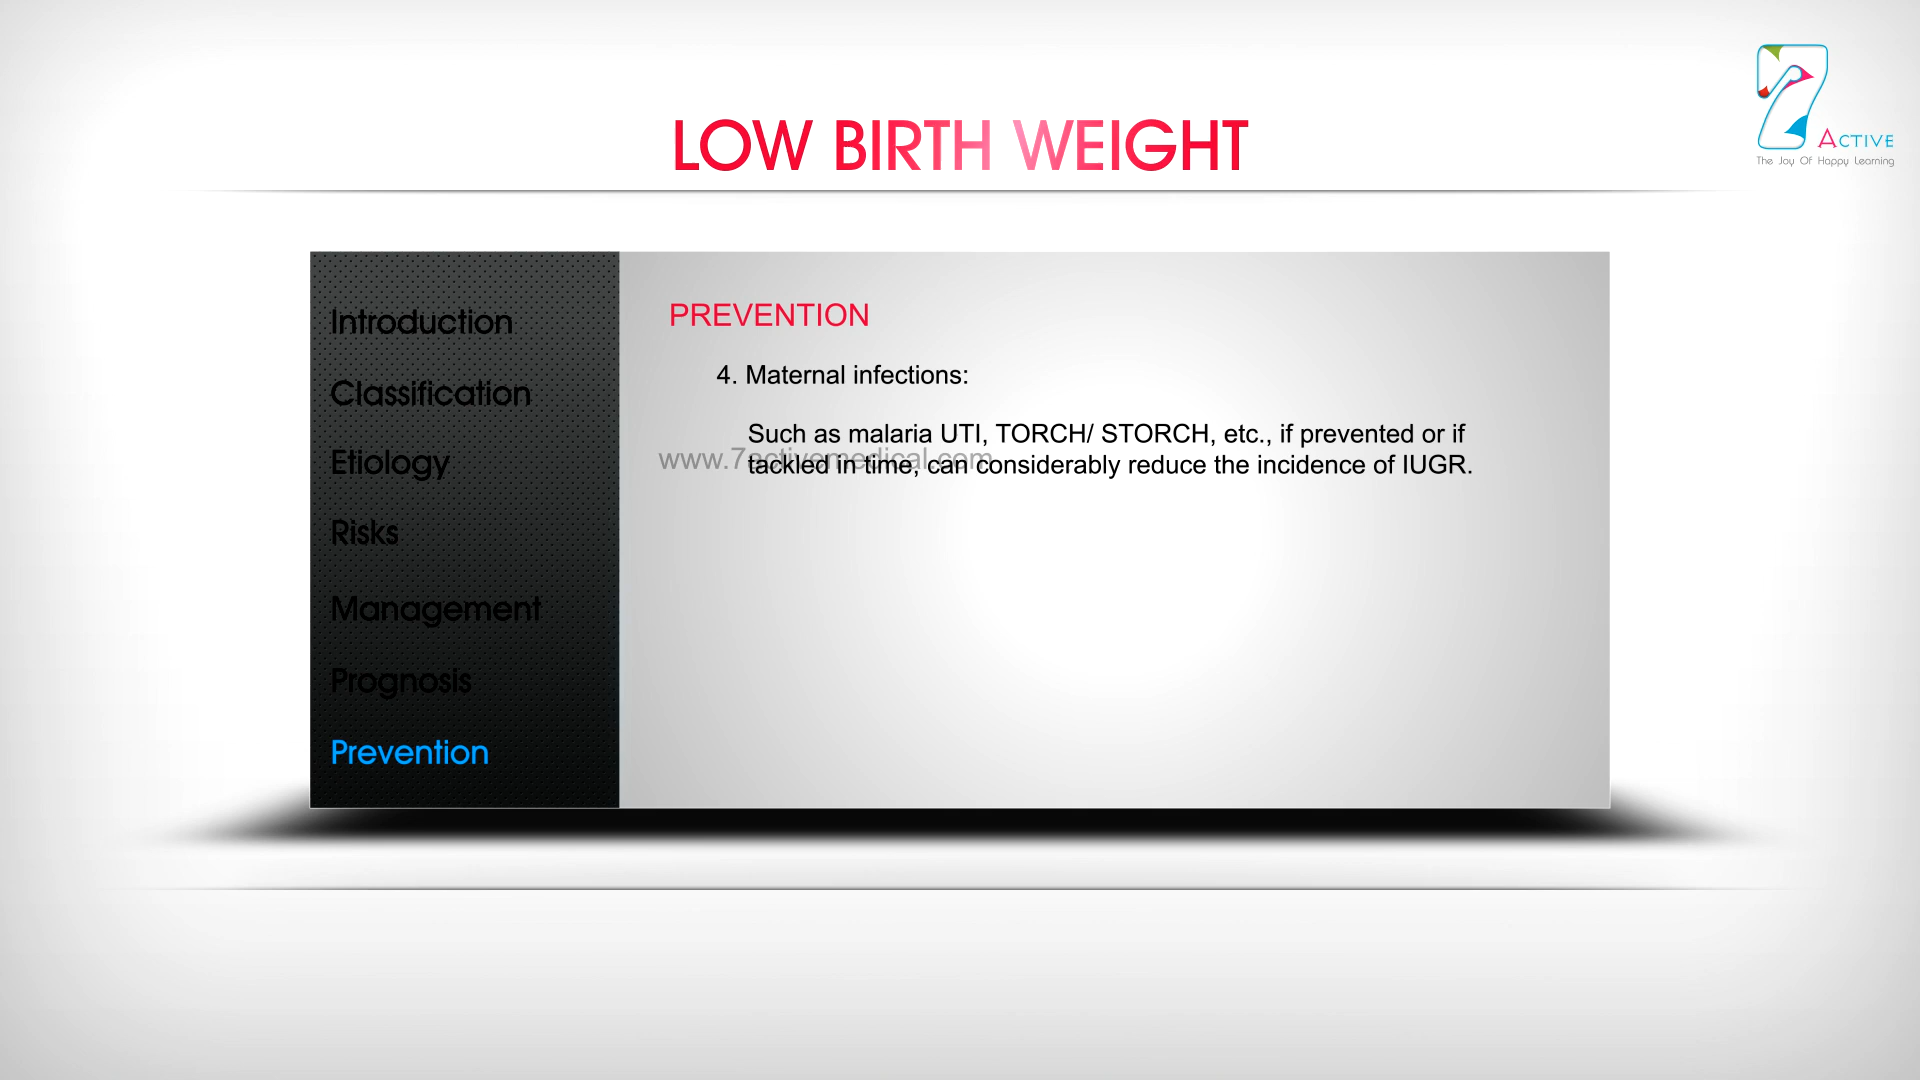 LOW BIRTH WEIGHT
7
ACTIVE
The Joy Of Happy Learning
Introduction
Classification
Etiology
Risks
Management
Prognosis
Prevention
PREVENTION
4. Maternal infections:
Such as malaria UTI, TORCH/ STORCH, etc., if prevented or if
tackled in time, can considerably reduce the incidence of IUGR.
www.7activemedical.com